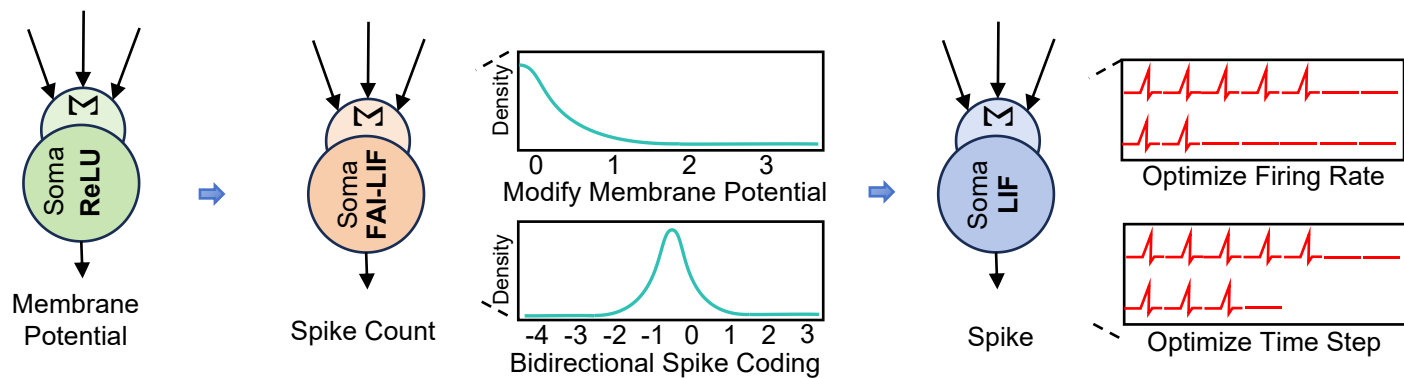 Σ
Soma
ReLU
Membrane
Potential
Σ
Soma
FAI-LIF
Spike Count
Density
0 1 2 3
Modify Membrane Potential
Density
-4 -3 -2 -1 0 1 2 3
Bidirectional Spike Coding
Σ
Soma
LIF
Spike
Optimize Firing Rate
Optimize Time Step